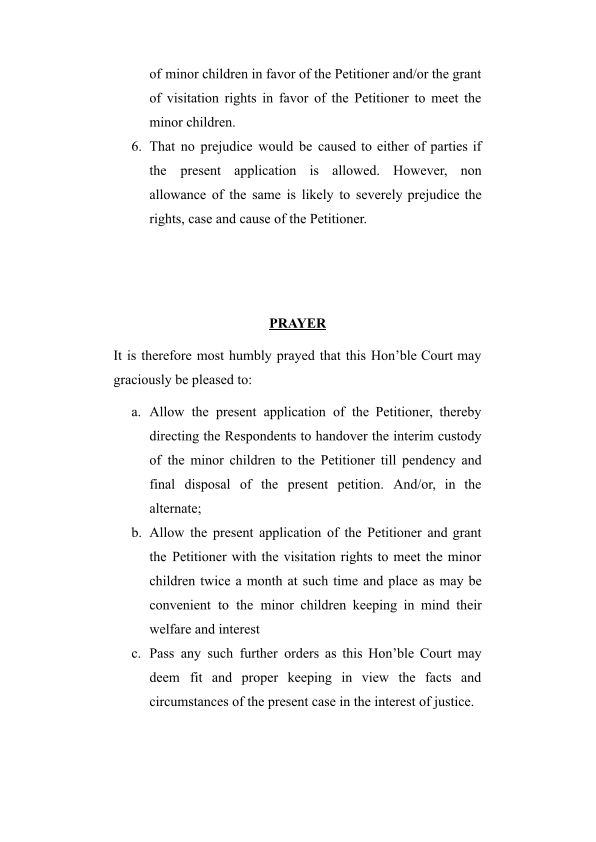 of minor children in favor of the Petitioner and/or the grant
of visitation rights in favor of the Petitioner to meet the
minor children.
6. That no prejudice would be caused to either of parties if
the present application is allowed. However, non
allowance of the same is likely to severely prejudice the
rights, case and cause of the Petitioner.
PRAYER
It is therefore most humbly prayed that this Hon’ble Court may
graciously be pleased to:
a. Allow the present application of the Petitioner, thereby
directing the Respondents to handover the interim custody
of the minor children to the Petitioner till pendency and
final disposal of the present petition. And/or, in the
alternate;
b. Allow the present application of the Petitioner and grant
the Petitioner with the visitation rights to meet the minor
children twice a month at such time and place as may be
convenient to the minor children keeping in mind their
welfare and interest
c. Pass any such further orders as this Hon’ble Court may
deem fit and proper keeping in view the facts and
circumstances of the present case in the interest of justice.